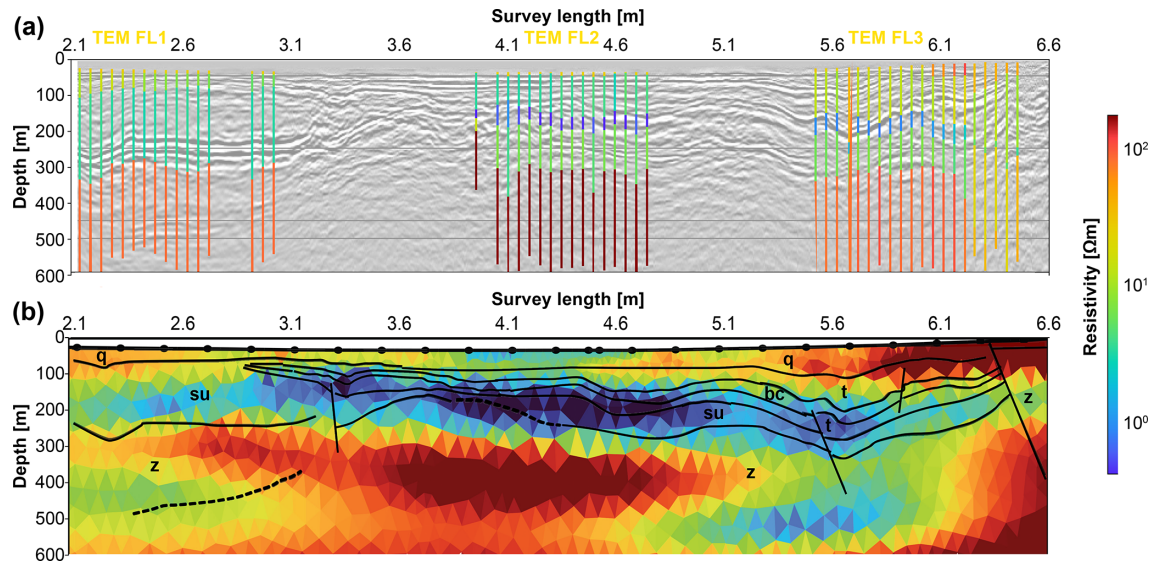 (a)
Survey length [m]
TEM FL1 TEM FL2 TEM FL3
2.1 2.6 3.1 4.1 4.6 5.1 5.6 6.1 6.6
0
100
200
300
400
500
600
Depth [m]
(b)
Survey length [m]
2.1 2.6 3.1 3.6 4.1 4.6 5.1 5.6 6.1 6.6
0
100
200
300
400
500
600
Depth [m]
q q
su bc t
su t z
z z
10²
10¹
10⁰
Resistivity [Ωm]